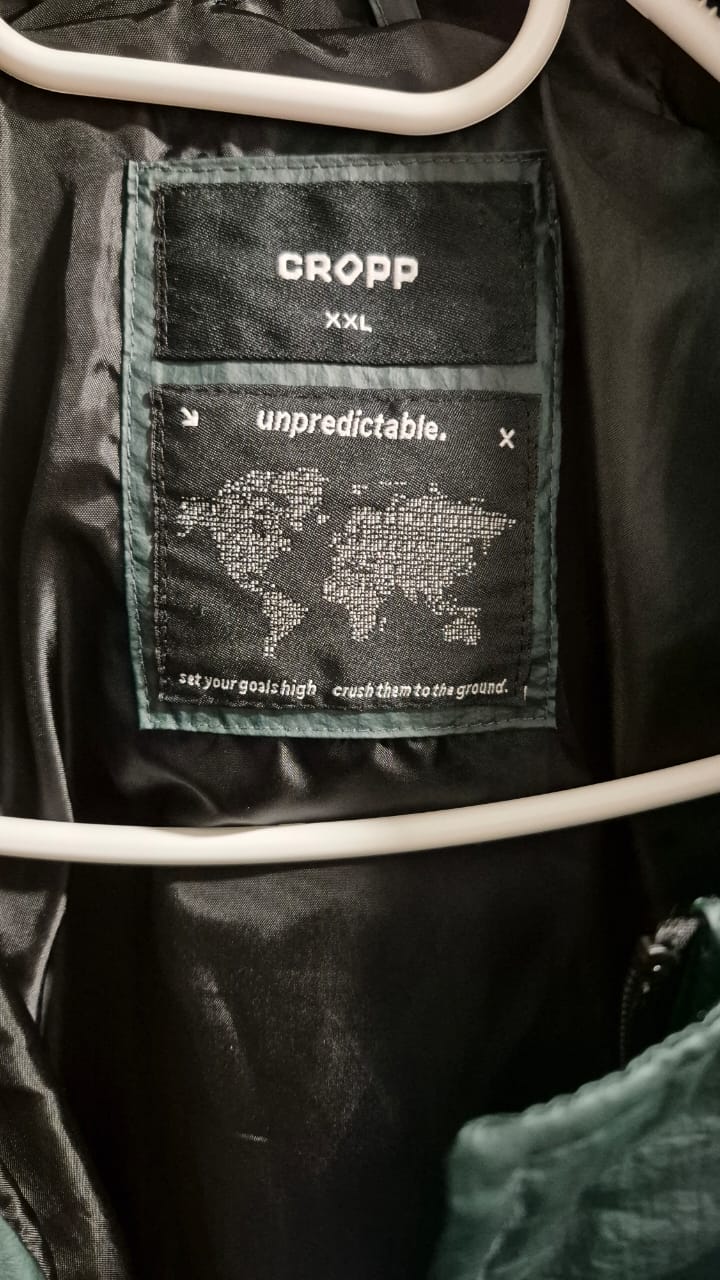 CROPP
XXL
unpredictable.
X
set your goals high crush them to the ground.